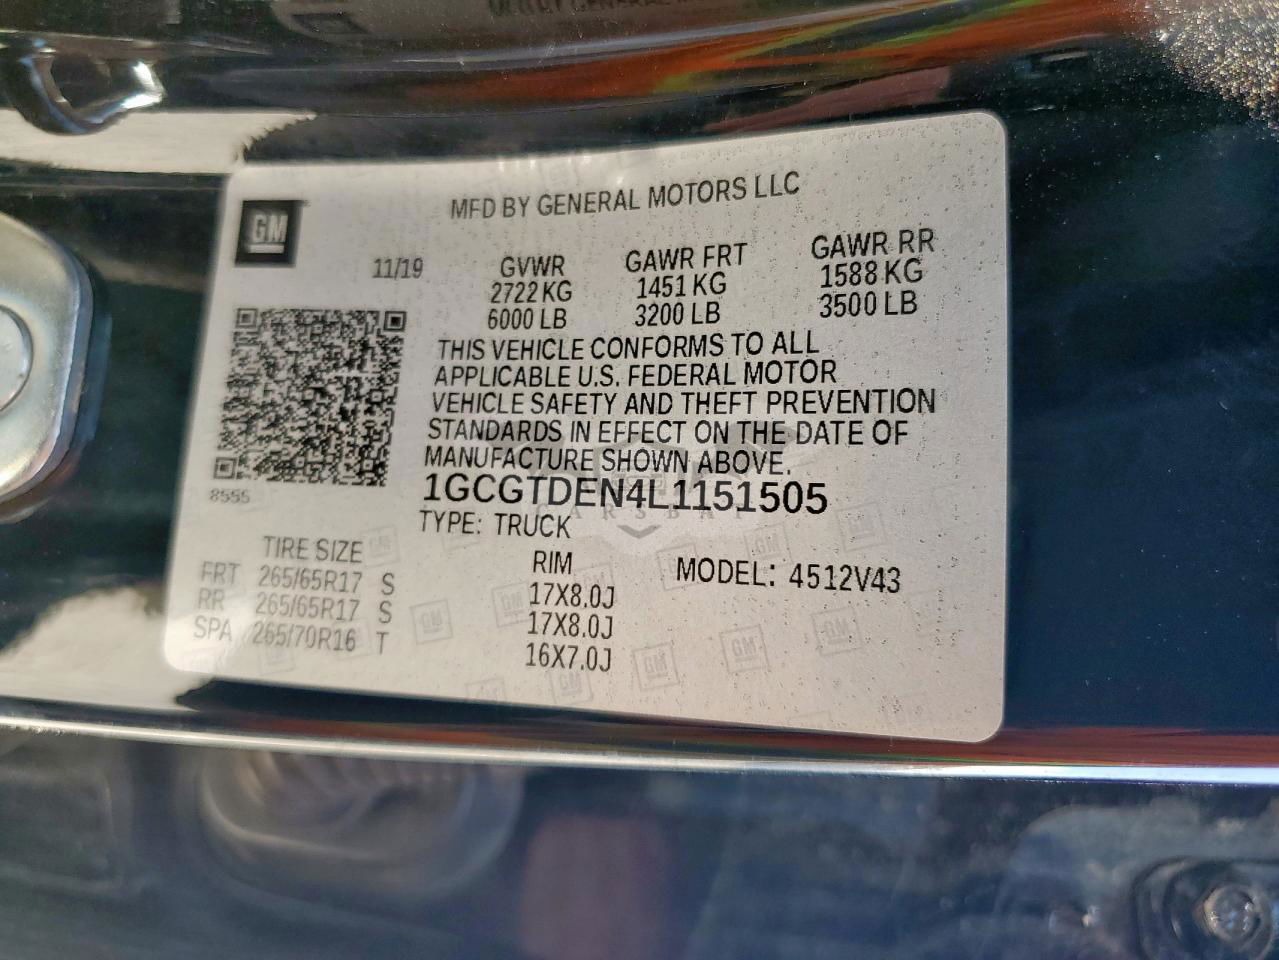 MFD BY GENERAL MOTORS LLC
GM
11/19
GVWR GAWR FRT GAWR RR
2722 KG 1451 KG 1588 KG
6000 LB 3200 LB 3500 LB
THIS VEHICLE CONFORMS TO ALL
APPLICABLE U.S. FEDERAL MOTOR
VEHICLE SAFETY AND THEFT PREVENTION
STANDARDS IN EFFECT ON THE DATE OF
MANUFACTURE SHOWN ABOVE.
8555
1GCGTDEN4L1151505
CARSBAT
TYPE: TRUCK
TIRE SIZE RIM MODEL: 4512V43
FRT 265/65R17 S 17X8.0J
RR 265/65R17 S 17X8.0J
SPA 265/70R16 T 16X7.0J